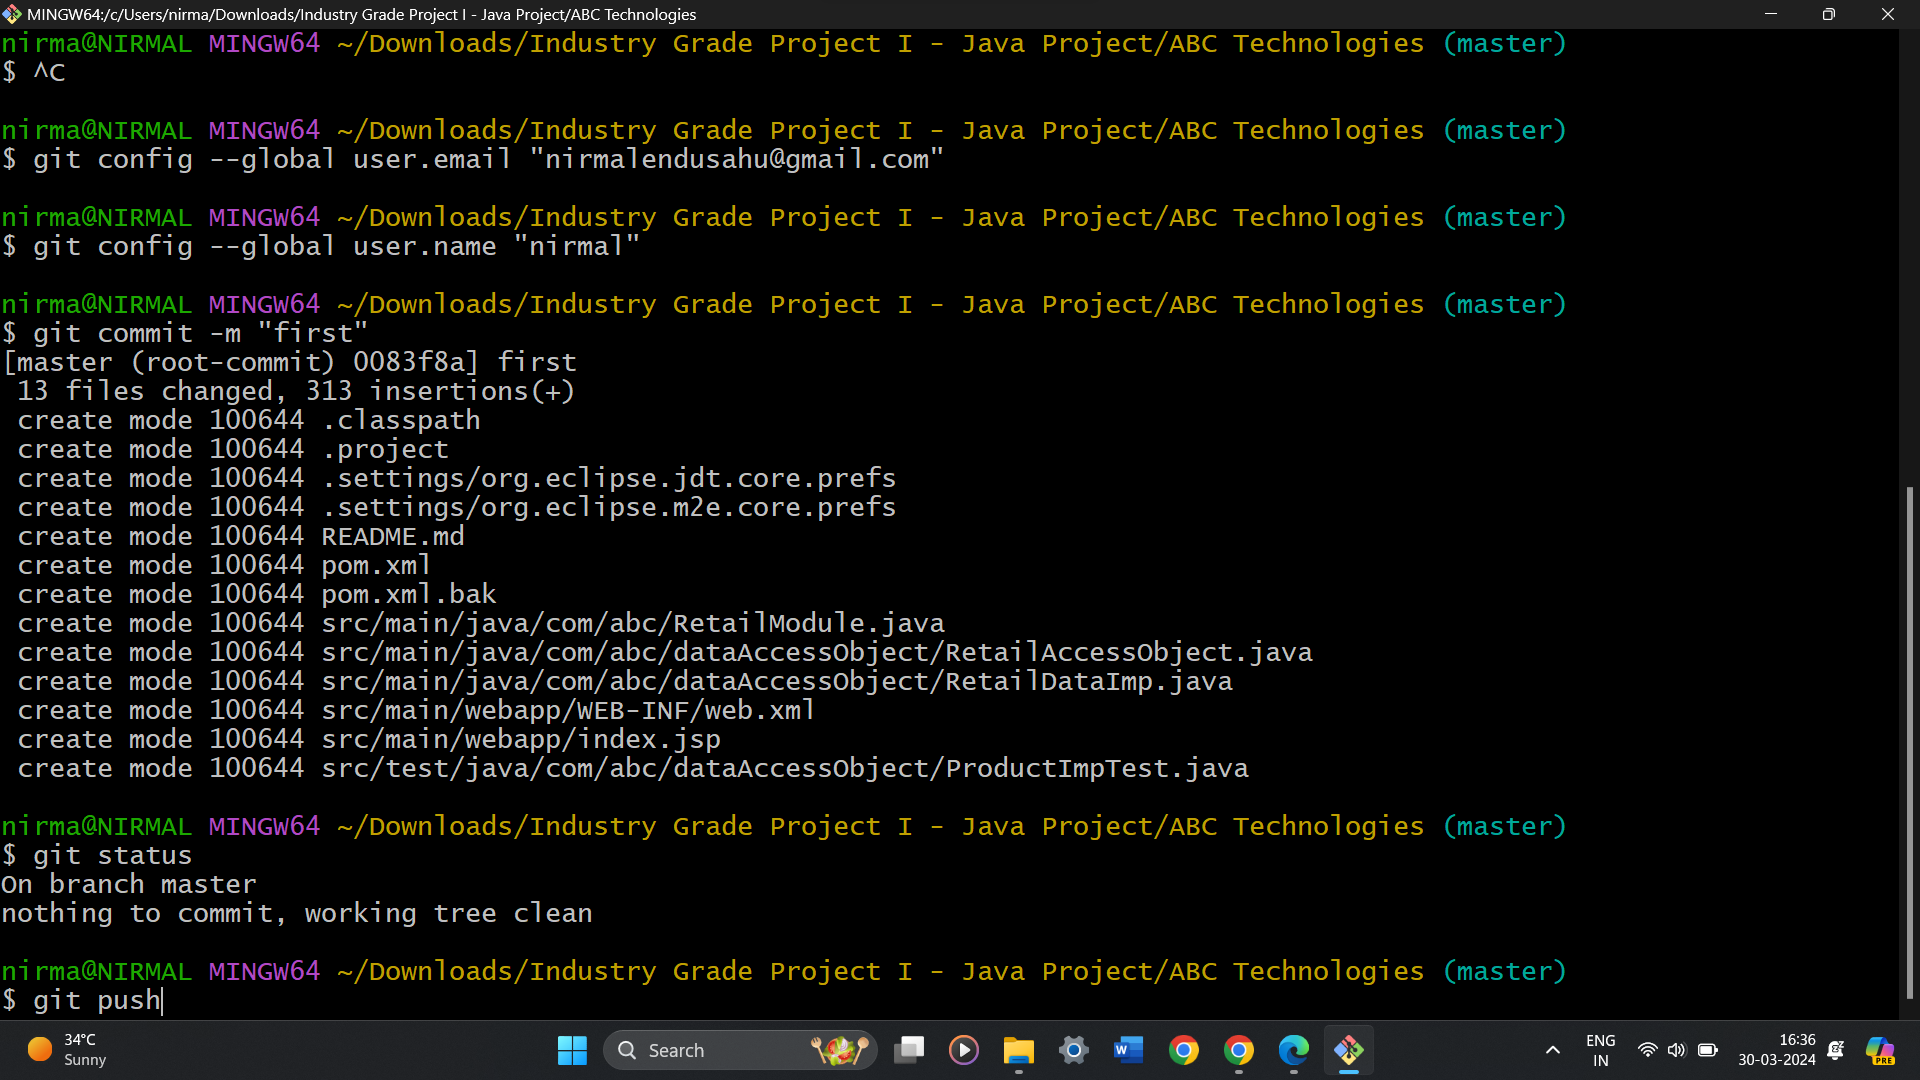 MINGW64:/c/Users/nirma/Downloads/Industry Grade Project I - Java Project/ABC Technologies
nirma@NIRMAL MINGW64 ~/Downloads/Industry Grade Project I - Java Project/ABC Technologies (master)
$ ^C
nirma@NIRMAL MINGW64 ~/Downloads/Industry Grade Project I - Java Project/ABC Technologies (master)
$ git config --global user.email "nirmalendusahu@gmail.com"
nirma@NIRMAL MINGW64 ~/Downloads/Industry Grade Project I - Java Project/ABC Technologies (master)
$ git config --global user.name "nirmal"
nirma@NIRMAL MINGW64 ~/Downloads/Industry Grade Project I - Java Project/ABC Technologies (master)
$ git commit -m "first"
[master (root-commit) 0083f8a] first
 13 files changed, 313 insertions(+)
 create mode 100644 .classpath
 create mode 100644 .project
 create mode 100644 .settings/org.eclipse.jdt.core.prefs
 create mode 100644 .settings/org.eclipse.m2e.core.prefs
 create mode 100644 README.md
 create mode 100644 pom.xml
 create mode 100644 pom.xml.bak
 create mode 100644 src/main/java/com/abc/RetailModule.java
 create mode 100644 src/main/java/com/abc/dataAccessObject/RetailAccessObject.java
 create mode 100644 src/main/java/com/abc/dataAccessObject/RetailDataImp.java
 create mode 100644 src/main/webapp/WEB-INF/web.xml
 create mode 100644 src/main/webapp/index.jsp
 create mode 100644 src/test/java/com/abc/dataAccessObject/ProductImpTest.java
nirma@NIRMAL MINGW64 ~/Downloads/Industry Grade Project I - Java Project/ABC Technologies (master)
$ git status
On branch master
nothing to commit, working tree clean
nirma@NIRMAL MINGW64 ~/Downloads/Industry Grade Project I - Java Project/ABC Technologies (master)
$ git push
34°C
Sunny
Search
W
ENG
IN
16:36
30-03-2024
PRE